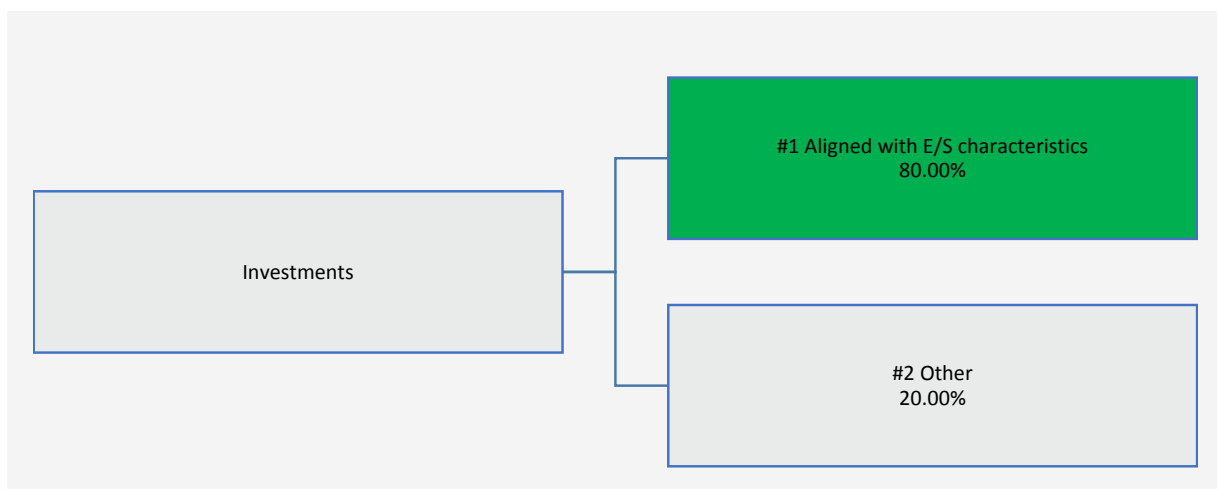 Investments
#1 Aligned with E/S characteristics
80.00%
#2 Other
20.00%